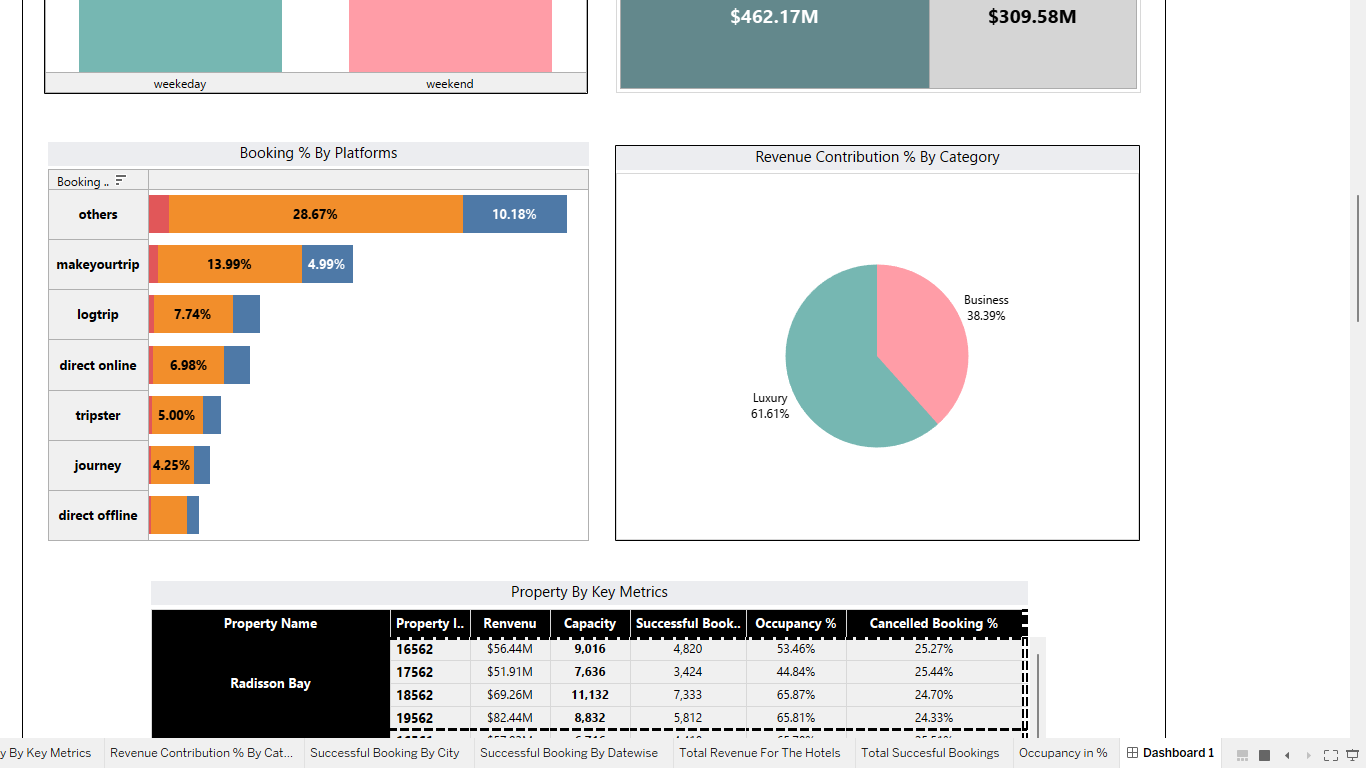 $462.17M
$309.58M
weekeday
weekend
Booking % By Platforms
Booking ..
others
28.67%
10.18%
makeyourtrip
13.99%
4.99%
logtrip
7.74%
direct online
6.98%
tripster
5.00%
journey
4.25%
direct offline
Revenue Contribution % By Category
Business
38.39%
Luxury
61.61%
Property By Key Metrics
Property Name Property I.. Renvenu Capacity Successful Book.. Occupancy % Cancelled Booking %
Radisson Bay
16562 $56.44M 9,016 4,820 53.46% 25.27%
17562 $51.91M 7,636 3,424 44.84% 25.44%
18562 $69.26M 11,132 7,333 65.87% 24.70%
19562 $82.44M 8,832 5,812 65.81% 24.33%
y By Key Metrics Revenue Contribution % By Cat... Successful Booking By City Successful Booking By Datewise Total Revenue For The Hotels Total Succesful Bookings Occupancy in % Dashboard 1